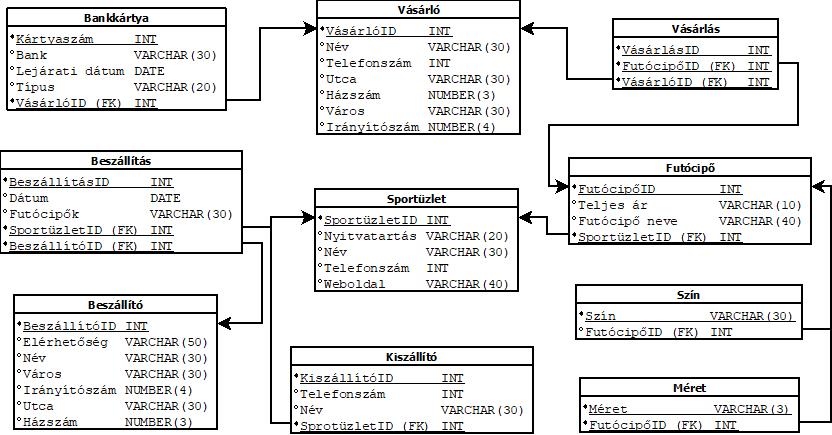 Bankkártya
Kártyaszám INT
Bank VARCHAR(30)
Lejárati dátum DATE
Típus VARCHAR(20)
VásárlóID (FK) INT
Vásárló
VásárlóID INT
Név VARCHAR(30)
Telefonszám INT
Utca VARCHAR(30)
Házszám NUMBER(3)
Város VARCHAR(30)
Irányítószám NUMBER(4)
Vásárlás
VásárlásID INT
FutócipőID (FK) INT
VásárlóID (FK) INT
Beszállítás
BeszállításID INT
Dátum DATE
Futócipők VARCHAR(30)
SportüzletID (FK) INT
BeszállítóID (FK) INT
Sportüzlet
SportüzletID INT
Nyitvatartás VARCHAR(20)
Név VARCHAR(30)
Telefonszám INT
Weboldal VARCHAR(40)
Futócipő
FutócipőID INT
Teljes ár VARCHAR(10)
Futócipő neve VARCHAR(40)
SportüzletID (FK) INT
Beszállító
BeszállítóID INT
Elérhetőség VARCHAR(50)
Név VARCHAR(30)
Város VARCHAR(30)
Irányítószám NUMBER(4)
Utca VARCHAR(30)
Házszám NUMBER(3)
Kiszállító
KiszállítóID INT
Telefonszám INT
Név VARCHAR(30)
SprotüzletID (FK) INT
Szín
Szín VARCHAR(30)
FutócipőID (FK) INT
Méret
Méret VARCHAR(3)
FutócipőID (FK) INT